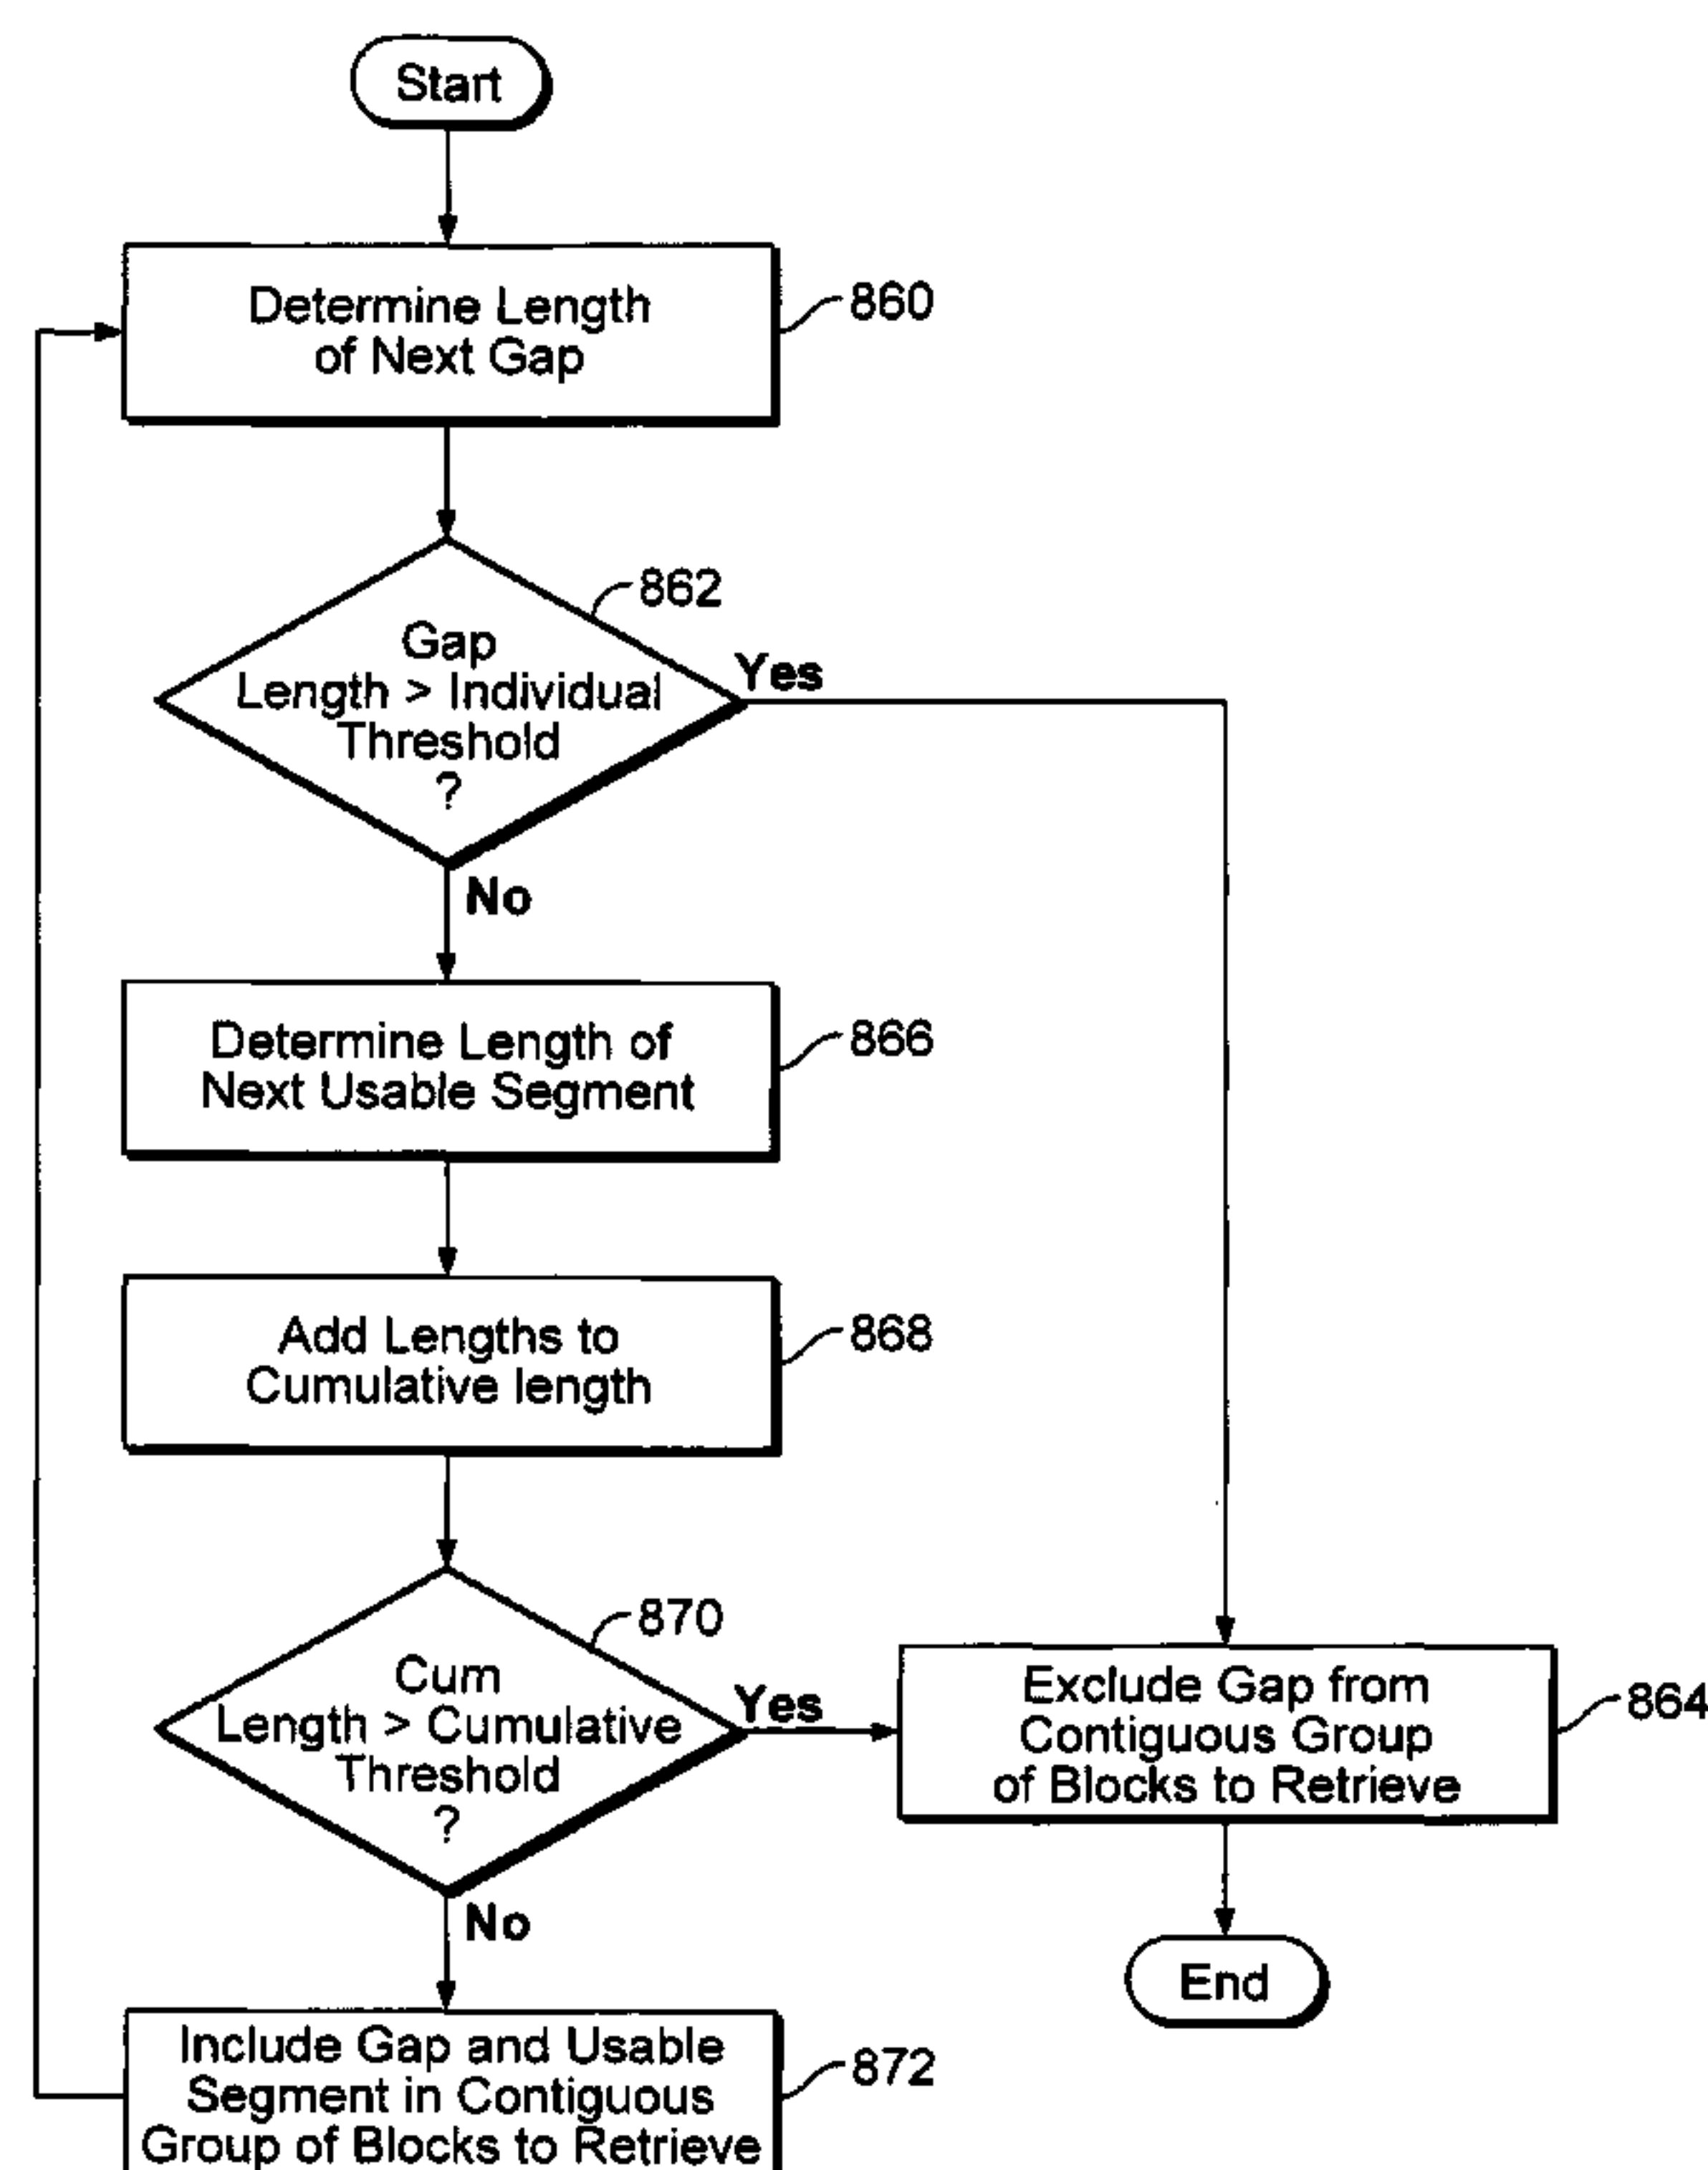 Start
Determine Length
of Next Gap
860
862
Gap
Length > Individual
Threshold
?
Yes
No
Determine Length of
Next Usable Segment
866
Add Lengths to
Cumulative length
868
870
Cum
Length > Cumulative
Threshold
?
Yes
Exclude Gap from
Contiguous Group
of Blocks to Retrieve
864
No
End
Include Gap and Usable
Segment in Contiguous
Group of Blocks to Retrieve
872